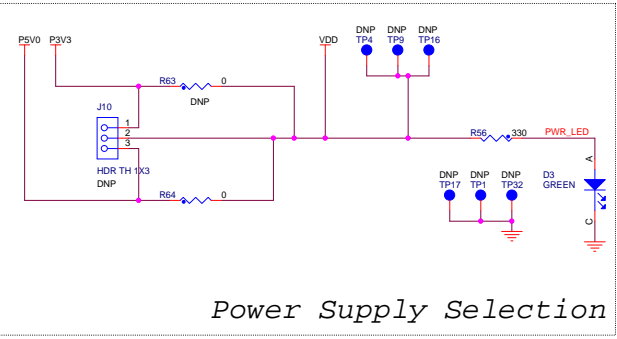 DNP DNP DNP
P5V0 P3V3 VDD TP4 TP9 TP16
R63 0
DNP
J10
1
2
3
R56 330 PWR_LED
HDR TH 1X3
DNP
A
DNP DNP DNP D3
TP17 TP1 TP32 GREEN
R64 0
C
Power Supply Selection